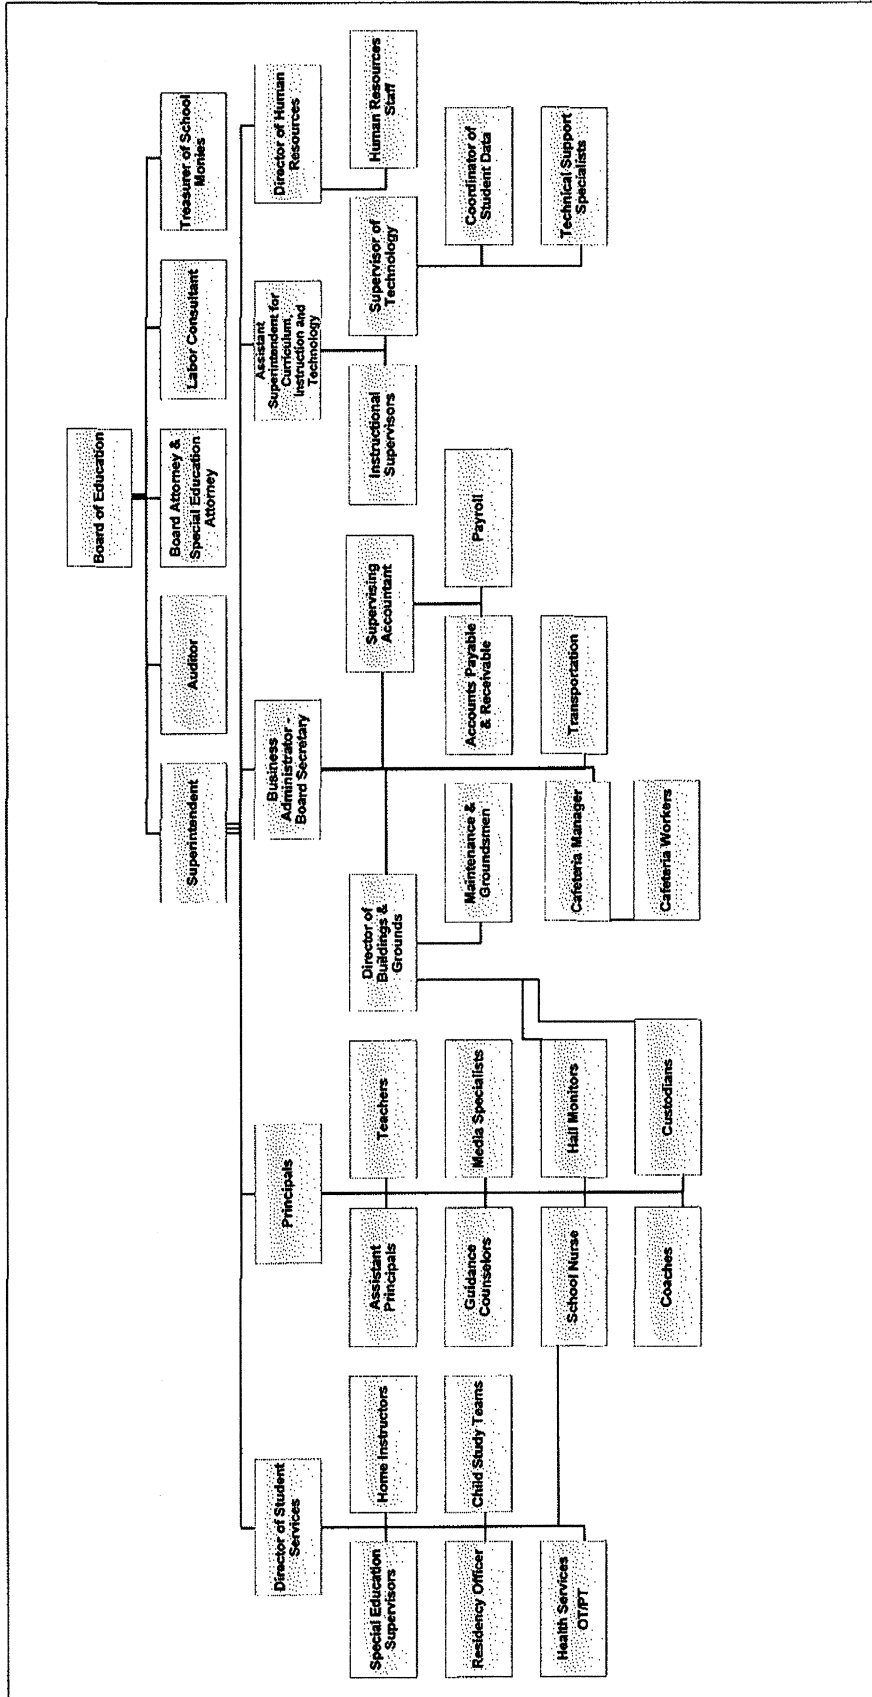 Board of Education
Superintendent
Auditor
Board Attorney &
Special Education
Attorney
Labor Consultant
Treasurer of School
Monies
Director of Student
Services
Principals
Business
Administrator -
Board Secretary
Assistant
Superintendent for
Curriculum,
Instruction and
Technology
Director of Human
Resources
Special Education
Supervisors
Home Instructors
Assistant
Principals
Teachers
Director of
Buildings &
Grounds
Supervising
Accountant
Instructional
Supervisors
Supervisor of
Technology
Human Resources
Staff
Residency Officer
Child Study Teams
Guidance
Counselors
Media Specialists
Maintenance &
Groundsmen
Accounts Payable
& Receivable
Payroll
Coordinator of
Student Data
Health Services
OT/PT
School Nurse
Hall Monitors
Cafeteria Manager
Transportation
Technical Support
Specialists
Coaches
Custodians
Cafeteria Workers